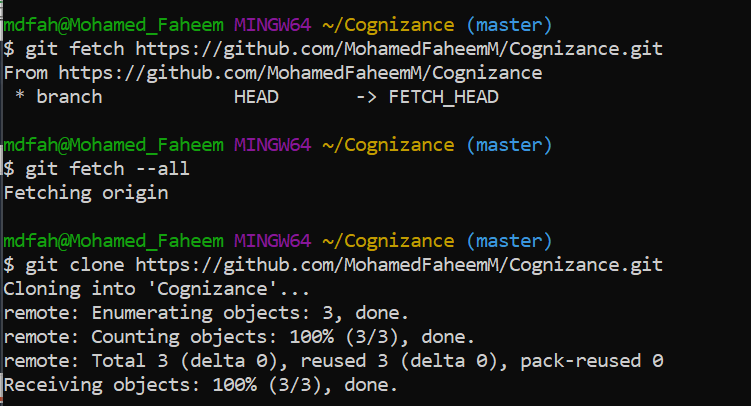 mdfah@Mohamed_Faheem MINGW64 ~/Cognizance (master)
$ git fetch https://github.com/MohamedFaheemM/Cognizance.git
From https://github.com/MohamedFaheemM/Cognizance
 * branch            HEAD       -> FETCH_HEAD
mdfah@Mohamed_Faheem MINGW64 ~/Cognizance (master)
$ git fetch --all
Fetching origin
mdfah@Mohamed_Faheem MINGW64 ~/Cognizance (master)
$ git clone https://github.com/MohamedFaheemM/Cognizance.git
Cloning into 'Cognizance'...
remote: Enumerating objects: 3, done.
remote: Counting objects: 100% (3/3), done.
remote: Total 3 (delta 0), reused 3 (delta 0), pack-reused 0
Receiving objects: 100% (3/3), done.